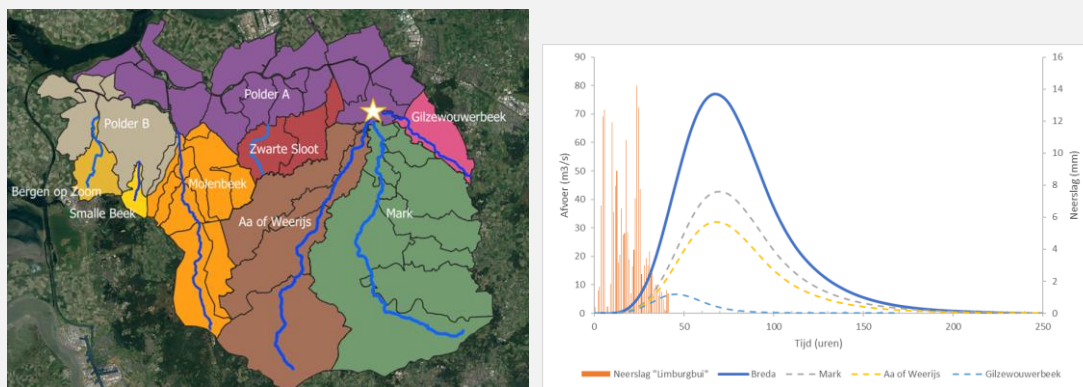 Polder A
Gilzewouwerbeek
Polder B
Zwarte Sloot
Bergen op Zoom
Molenbeek
Smalle Beek
Aa of Weerijs
Mark
90
80
70
60
50
40
30
20
10
0
Afvoer (m3/s)
16
14
12
10
8
6
4
2
0
Neerslag (mm)
0 50 100 150 200 250
Tijd (uren)
Neerslag "Limburgbui" Breda Mark Aa of Weerijs Gilzewouwerbeek